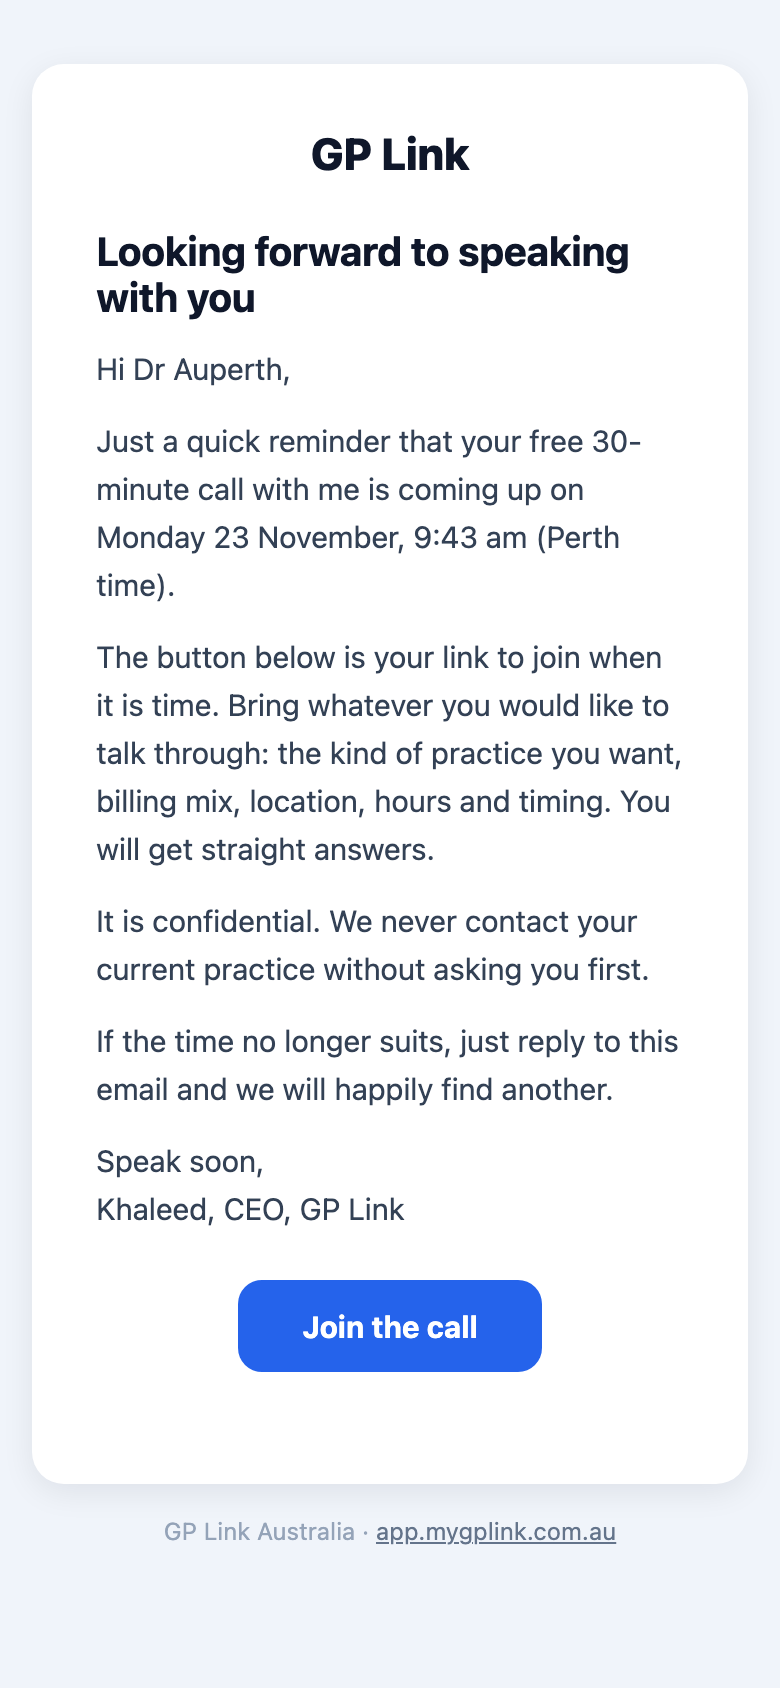 GP Link
Looking forward to speaking
with you
Hi Dr Auperth,
Just a quick reminder that your free 30-
minute call with me is coming up on
Monday 23 November, 9:43 am (Perth
time).
The button below is your link to join when
it is time. Bring whatever you would like to
talk through: the kind of practice you want,
billing mix, location, hours and timing. You
will get straight answers.
It is confidential. We never contact your
current practice without asking you first.
If the time no longer suits, just reply to this
email and we will happily find another.
Speak soon,
Khaleed, CEO, GP Link
Join the call
GP Link Australia · app.mygplink.com.au